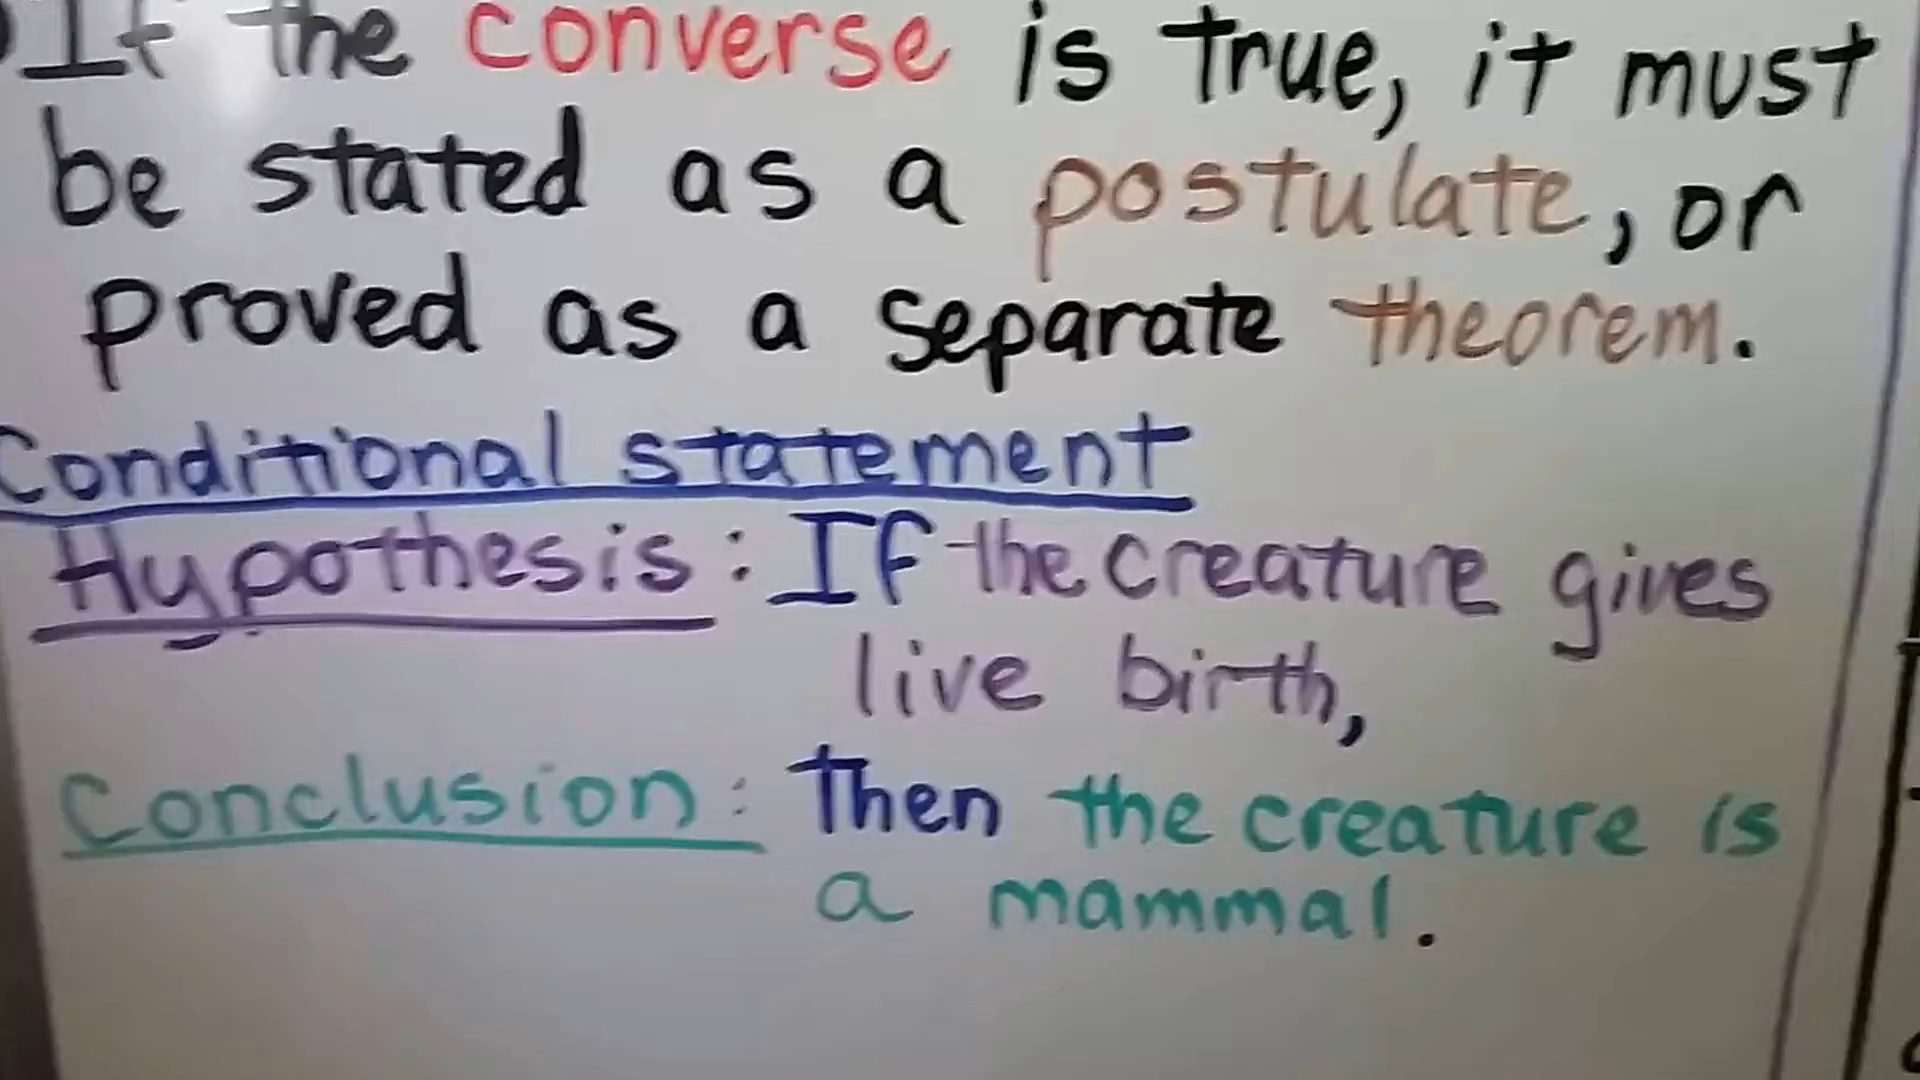 If the converse is true, it must
be stated as a postulate, or
proved as a separate theorem.
Conditional statement
Hypothesis: If the creature gives
live birth,
Conclusion: Then the creature is
a mammal.